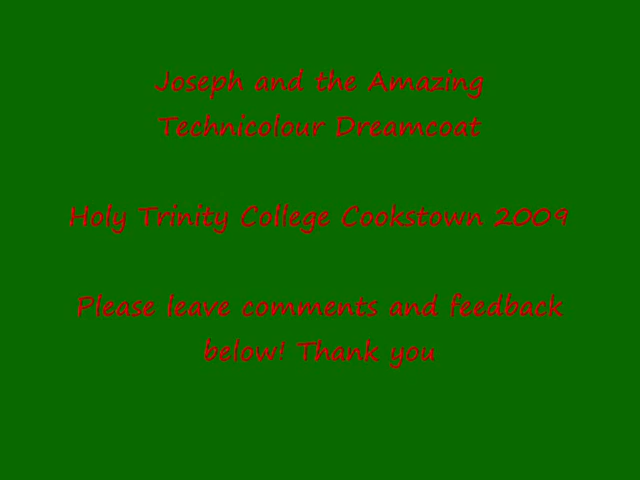 Joseph and the Amazing
Technicolour Dreamcoat
Holy Trinity College Cookstown 2009
Please leave comments and feedback
below! Thank you